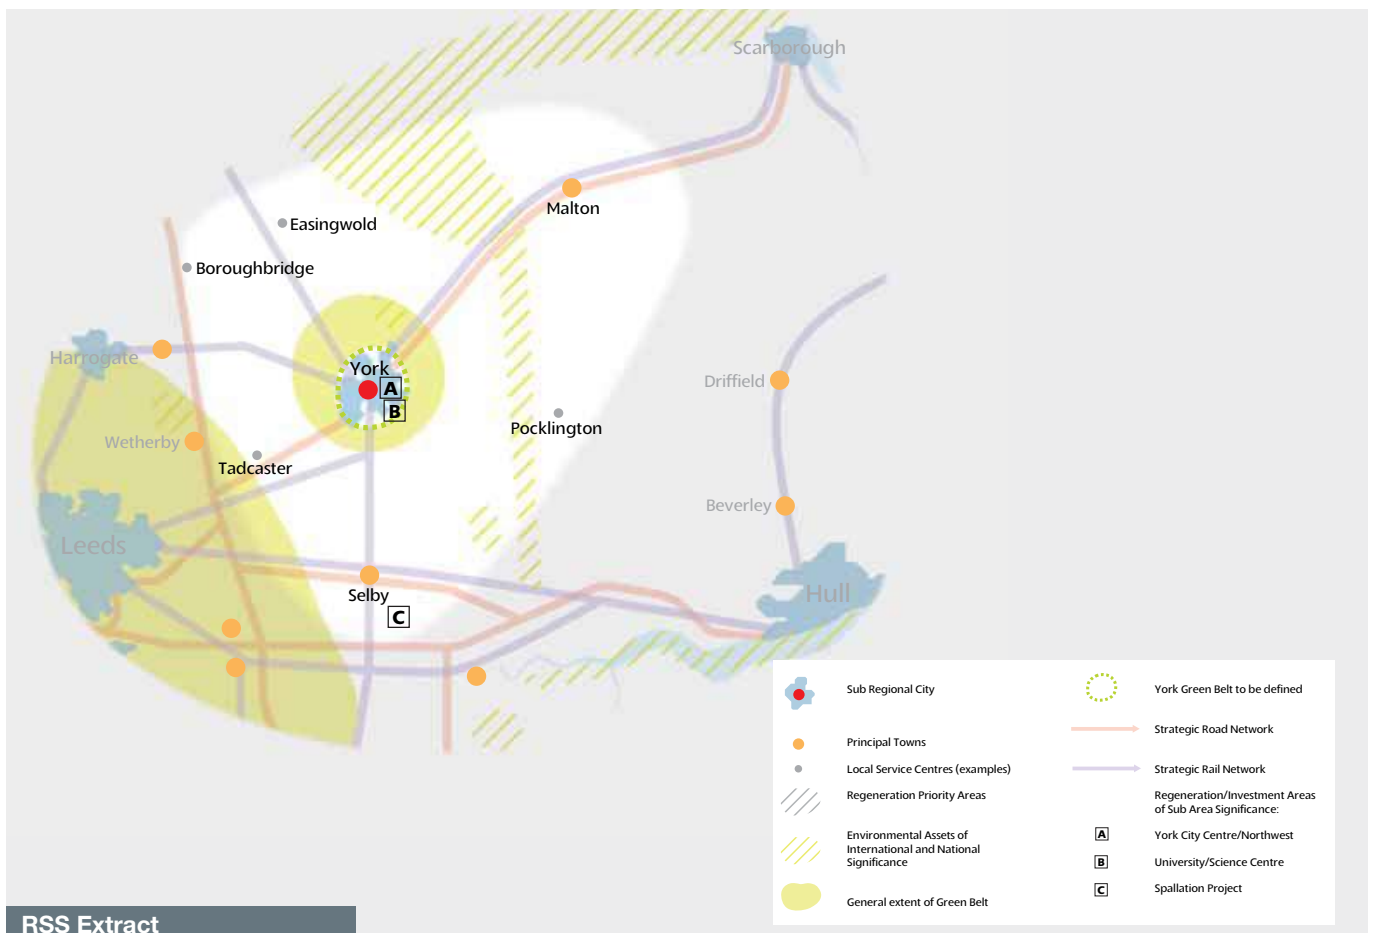 Scarborough
Malton
Easingwold
Boroughbridge
Harrogate
York
A
B
Driffield
Pocklington
Wetherby
Tadcaster
Beverley
Leeds
Selby
Hull
C
Sub Regional City
Principal Towns
Local Service Centres (examples)
Regeneration Priority Areas
Environmental Assets of
International and National
Significance
General extent of Green Belt
York Green Belt to be defined
Strategic Road Network
Strategic Rail Network
Regeneration/Investment Areas
of Sub Area Significance:
A York City Centre/Northwest
B University/Science Centre
C Spallation Project
RSS Extract